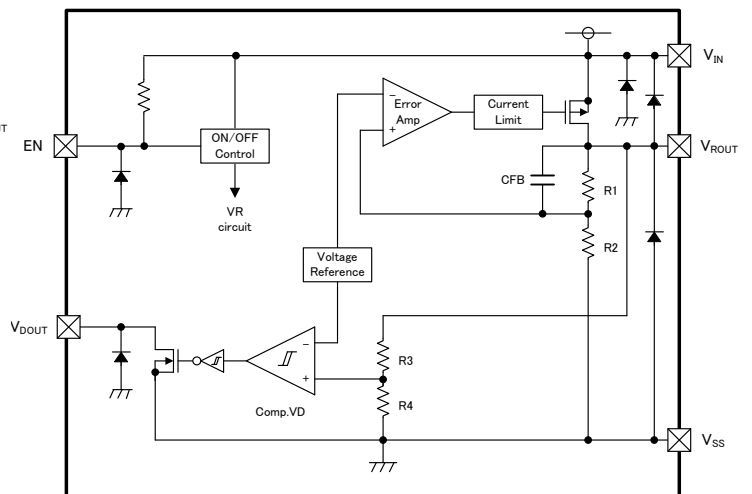 VIN
Error
Amp
−
+
Current
Limit
EN
ON/OFF
Control
VROUT
CFB
R1
VR
circuit
R2
Voltage
Reference
VDOUT
−
+
R3
R4
Comp.VD
VSS